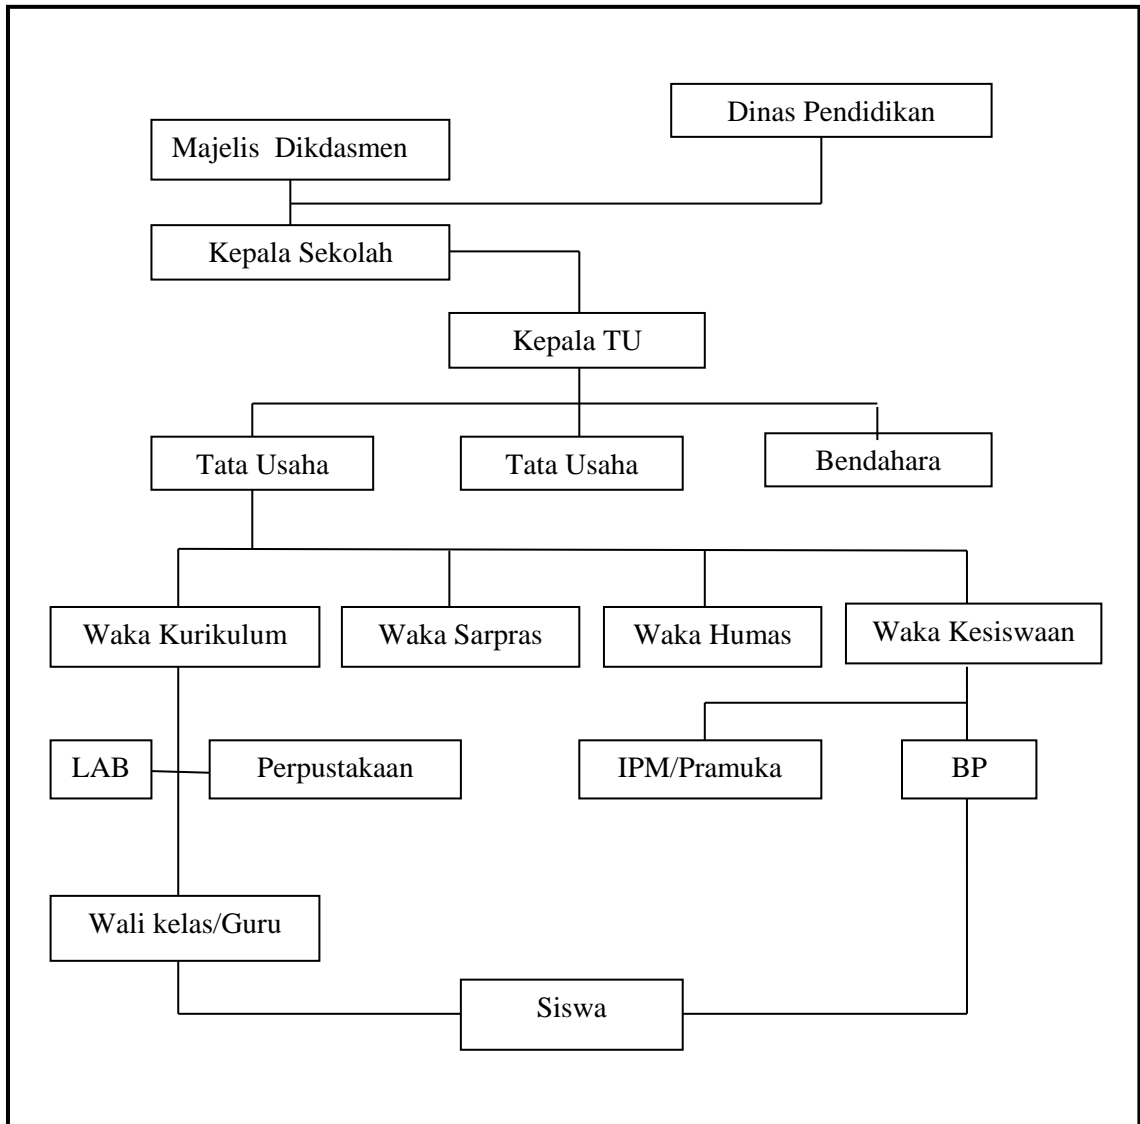 Dinas Pendidikan
Majelis Dikdasmen
Kepala Sekolah
Kepala TU
Tata Usaha
Tata Usaha
Bendahara
Waka Kurikulum
Waka Sarpras
Waka Humas
Waka Kesiswaan
LAB
Perpustakaan
IPM/Pramuka
BP
Wali kelas/Guru
Siswa